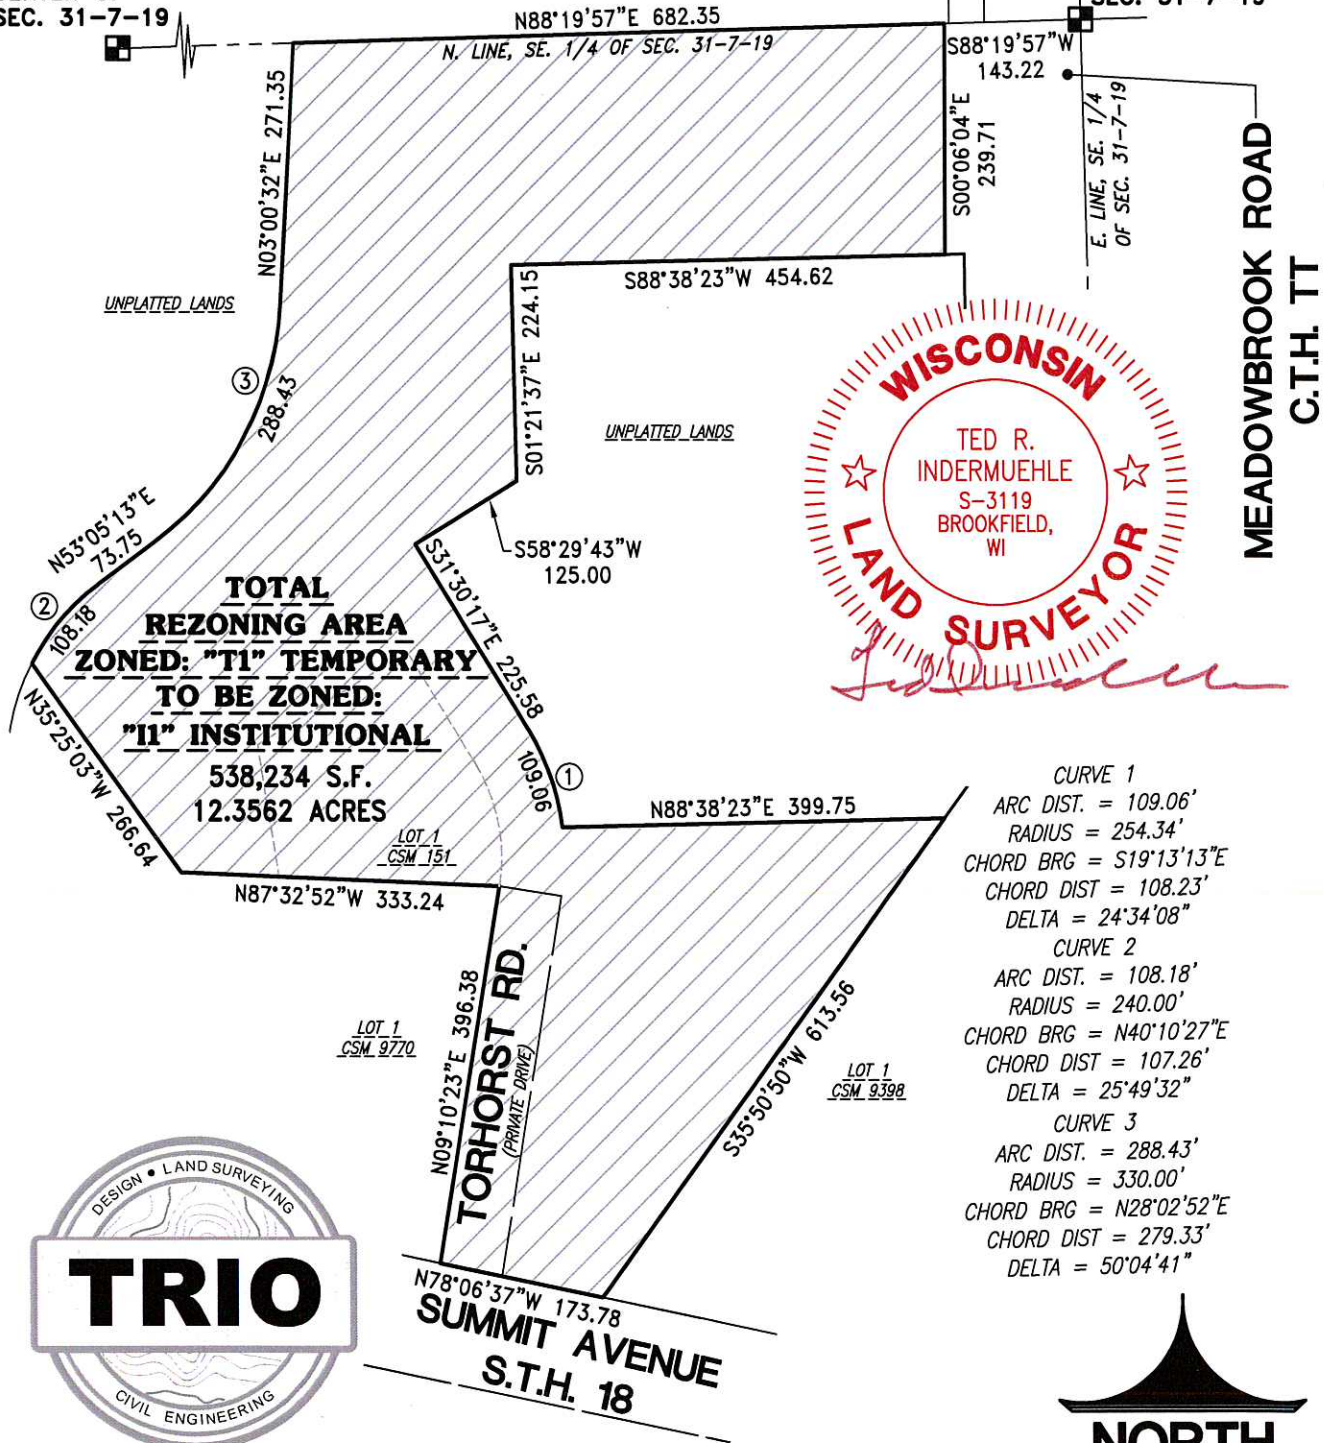 SEC. 31-7-19
N88°19'57"E 682.35
N. LINE, SE. 1/4 OF SEC. 31-7-19
S88°19'57"W
143.22
N03°00'32"E 271.35
S00°06'04"E
239.71
E. LINE, SE. 1/4
OF SEC. 31-7-19
MEADOWBROOK ROAD
C.T.H. TT
UNPLATTED LANDS
S88°38'23"W 454.62
S01°21'37"E 224.15
UNPLATTED LANDS
3
288.43
WISCONSIN
TED R.
INDERMUEHLE
S-3119
BROOKFIELD,
WI
LAND SURVEYOR
N53°05'13"E
73.75
S58°29'43"W
125.00
2
108.18
S31°30'17"E 225.58
TOTAL
REZONING AREA
ZONED: "T1" TEMPORARY
TO BE ZONED:
"I1" INSTITUTIONAL
538,234 S.F.
12.3562 ACRES
N35°25'03"W 266.64
109.06
1
N88°38'23"E 399.75
LOT 1
CSM 151
N87°32'52"W 333.24
CURVE 1
ARC DIST. = 109.06'
RADIUS = 254.34'
CHORD BRG = S19°13'13"E
CHORD DIST = 108.23'
DELTA = 24°34'08"
CURVE 2
ARC DIST. = 108.18'
RADIUS = 240.00'
CHORD BRG = N40°10'27"E
CHORD DIST = 107.26'
DELTA = 25°49'32"
CURVE 3
ARC DIST. = 288.43'
RADIUS = 330.00'
CHORD BRG = N28°02'52"E
CHORD DIST = 279.33'
DELTA = 50°04'41"
N09°10'23"E 396.38
TORHORST RD.
(PRIVATE DRIVE)
LOT 1
CSM 9770
S35°50'50"W 613.56
LOT 1
CSM 9398
N78°06'37"W 173.78
SUMMIT AVENUE
S.T.H. 18
DESIGN • LAND SURVEYING
TRIO
CIVIL ENGINEERING
NORTH